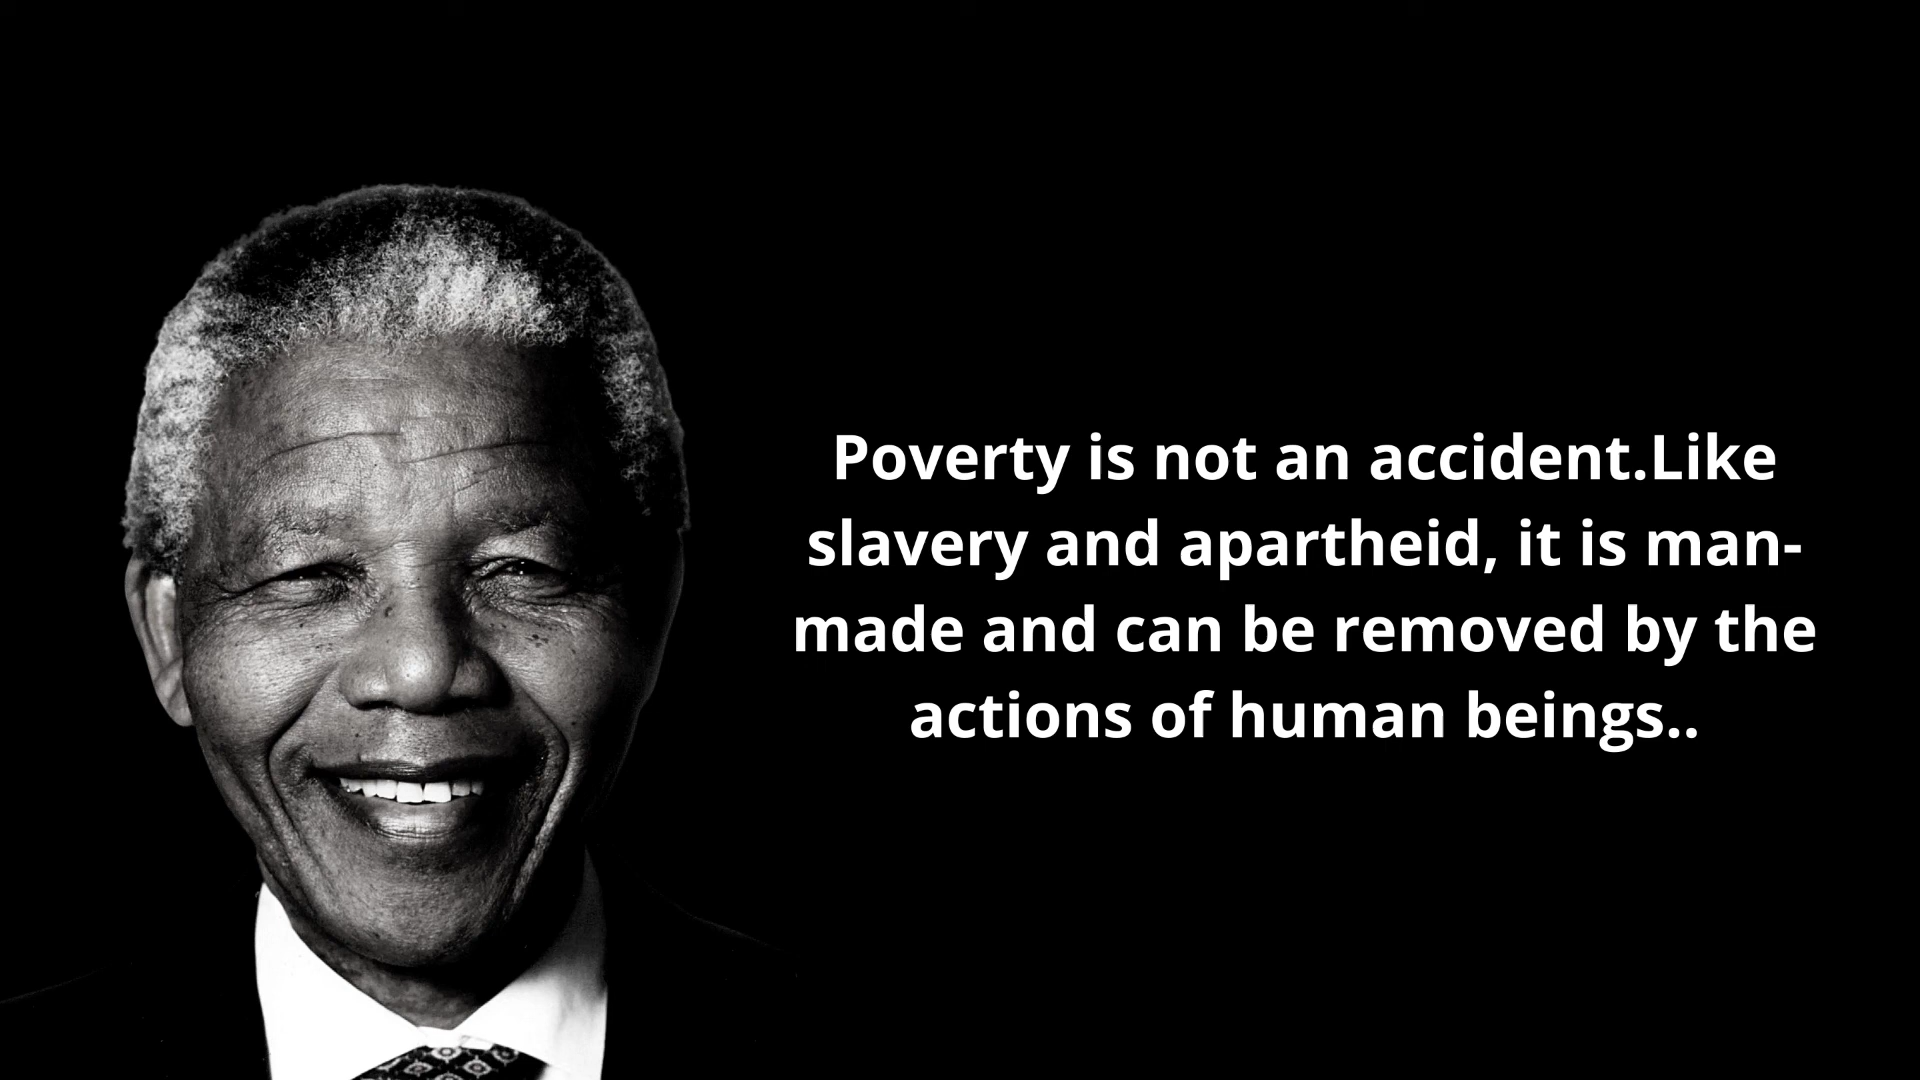 Poverty is not an accident.Like
slavery and apartheid, it is man-
made and can be removed by the
actions of human beings..